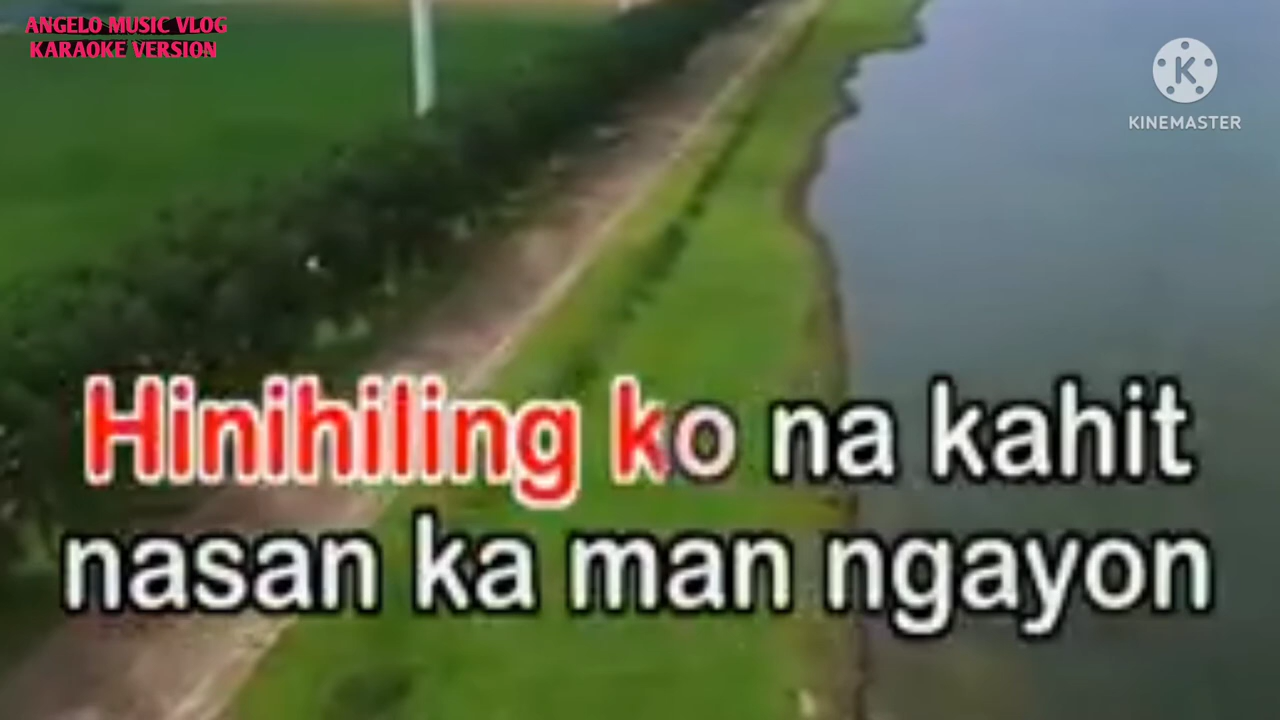 ANGELO MUSIC VLOG
KARAOKE VERSION
KINEMASTER
Hinihiling ko na kahit
nasan ka man ngayon